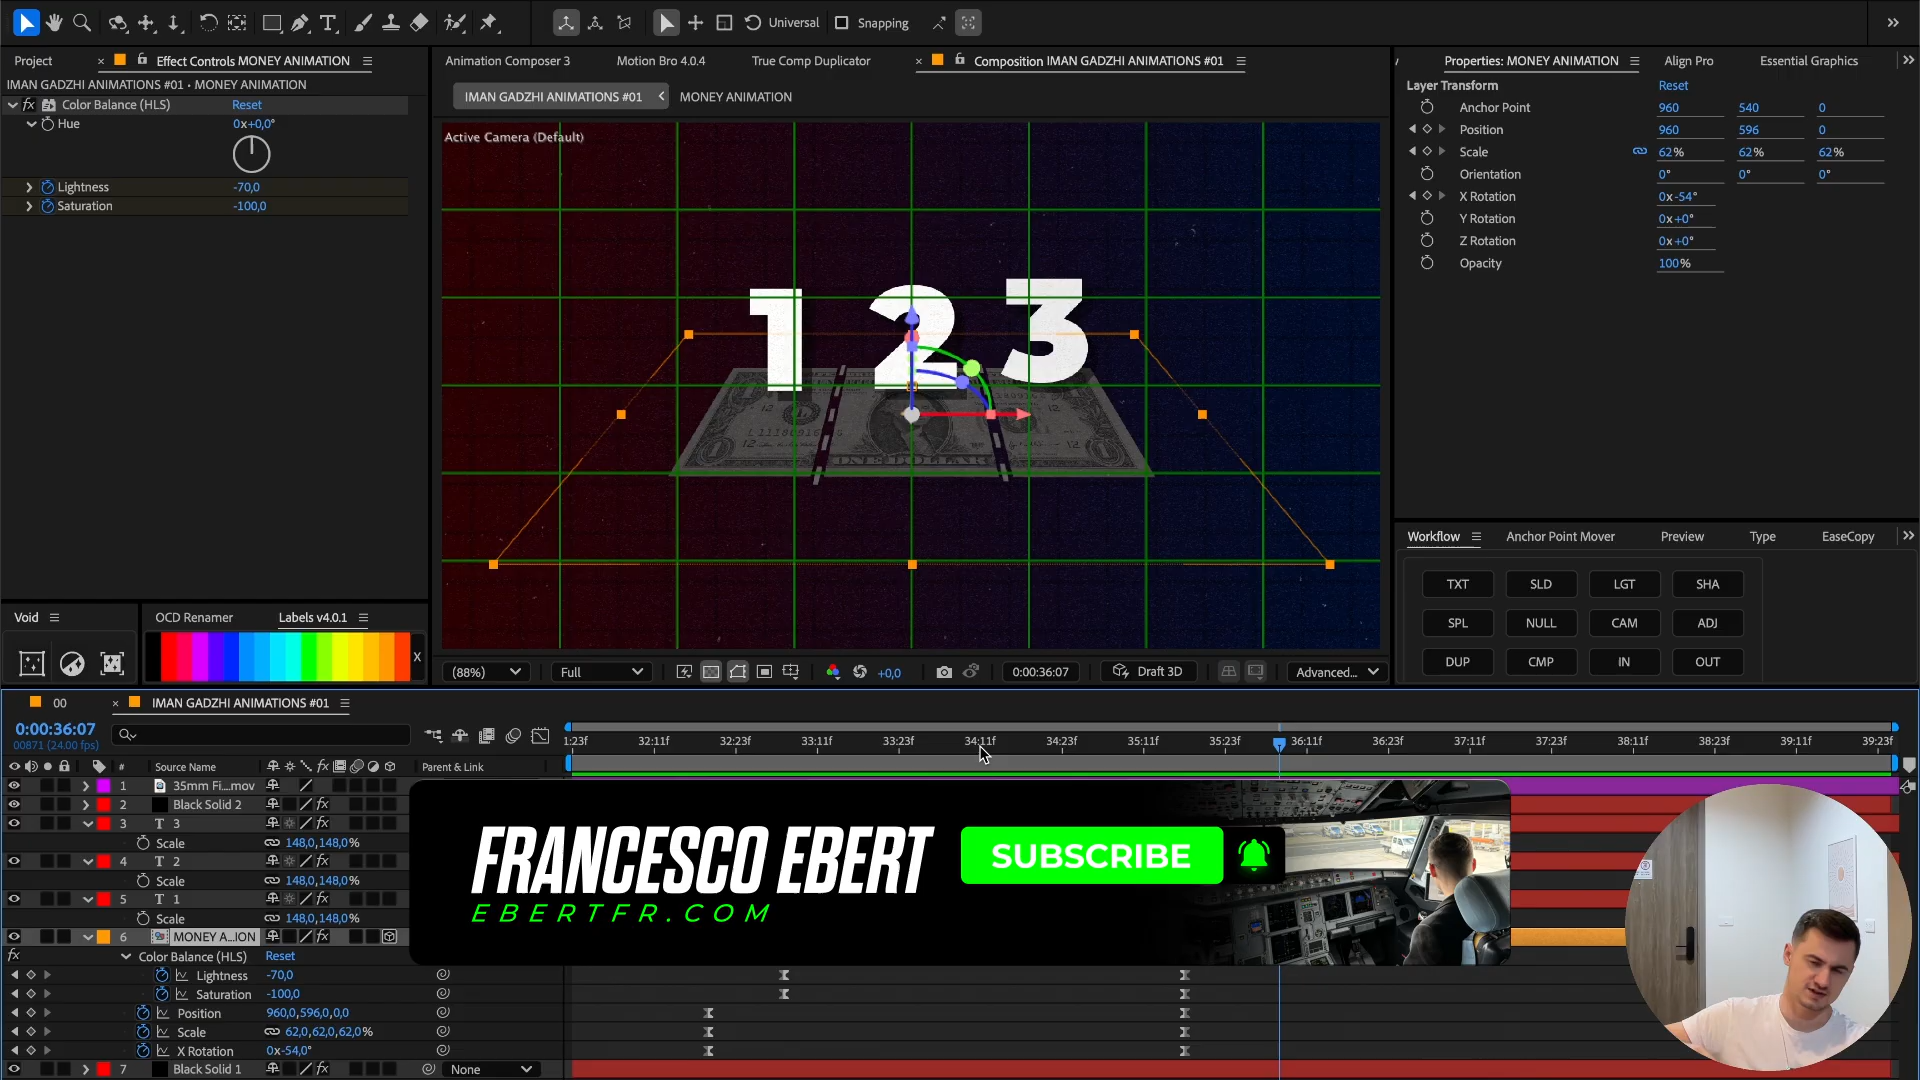 Universal
Snapping
Project
Effect Controls MONEY ANIMATION
Animation Composer 3
Motion Bro 4.0.4
True Comp Duplicator
Composition IMAN GADZHI ANIMATIONS #01
Properties: MONEY ANIMATION
Align Pro
Essential Graphics
IMAN GADZHI ANIMATIONS #01 • MONEY ANIMATION
Color Balance (HLS)
Reset
Hue
0x+0,0°
Lightness
-70,0
Saturation
-100,0
IMAN GADZHI ANIMATIONS #01
MONEY ANIMATION
Active Camera (Default)
1 2 3
ONE DOLLAR
Layer Transform
Reset
Anchor Point
960 540 0
Position
960 596 0
Scale
62% 62% 62%
Orientation
0° 0° 0°
X Rotation
0x-54°
Y Rotation
0x+0°
Z Rotation
0x+0°
Opacity
100%
Workflow
Anchor Point Mover
Preview
Type
EaseCopy
TXT SLD LGT SHA
SPL NULL CAM ADJ
DUP CMP IN OUT
Void
OCD Renamer
Labels v4.0.1
X
(88%)
Full
+0,0
0:00:36:07
Draft 3D
Advanced...
00
IMAN GADZHI ANIMATIONS #01
0:00:36:07
00871 (24.00 fps)
1:23f 32:11f 32:23f 33:11f 33:23f 34:11f 34:23f 35:11f 35:23f 36:11f 36:23f 37:11f 37:23f 38:11f 38:23f 39:11f 39:23f
# Source Name
Parent & Link
1 35mm Fi....mov
2 Black Solid 2
3 T 3
Scale 148,0,148,0%
4 T 2
Scale 148,0,148,0%
5 T 1
Scale 148,0,148,0%
6 MONEY A...ION
Color Balance (HLS) Reset
Lightness -70,0
Saturation -100,0
Position 960,0,596,0,0,0
Scale 62,0,62,0,62,0%
X Rotation 0x-54,0°
7 Black Solid 1
None
FRANCESCO EBERT
EBERTFR.COM
SUBSCRIBE